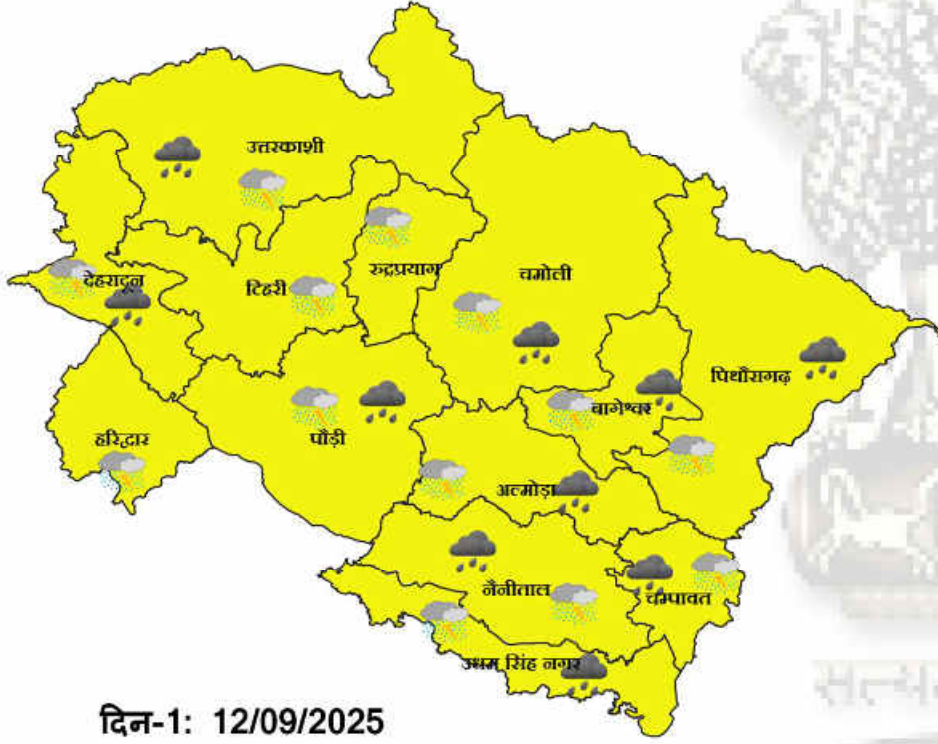 उत्तरकाशी
देहरादून
टिहरी
रुद्रप्रयाग
चमोली
पिथौरागढ़
बागेश्वर
हरिद्वार
पौड़ी
अल्मोड़ा
नैनीताल
चम्पावत
उधम सिंह नगर
दिन-1: 12/09/2025